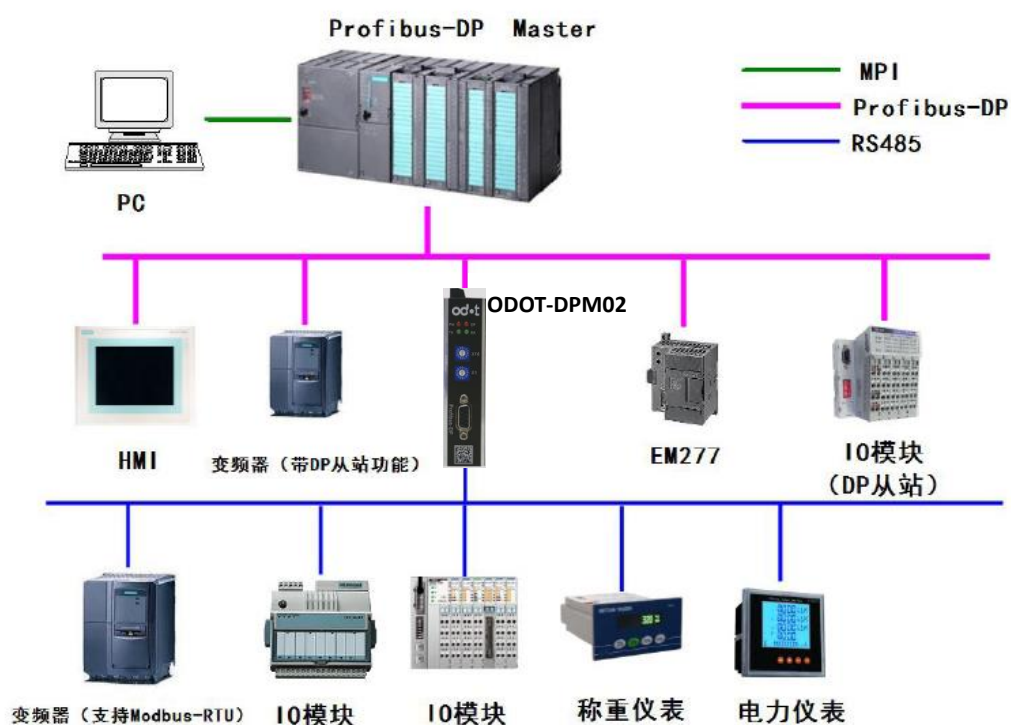 Profibus-DP Master
MPI
Profibus-DP
RS485
PC
ODOT-DPM02
od·t
Profibus-DP
HMI
变频器（带DP从站功能）
EM277
IO模块
（DP从站）
变频器（支持Modbus-RTU）
IO模块
IO模块
称重仪表
电力仪表